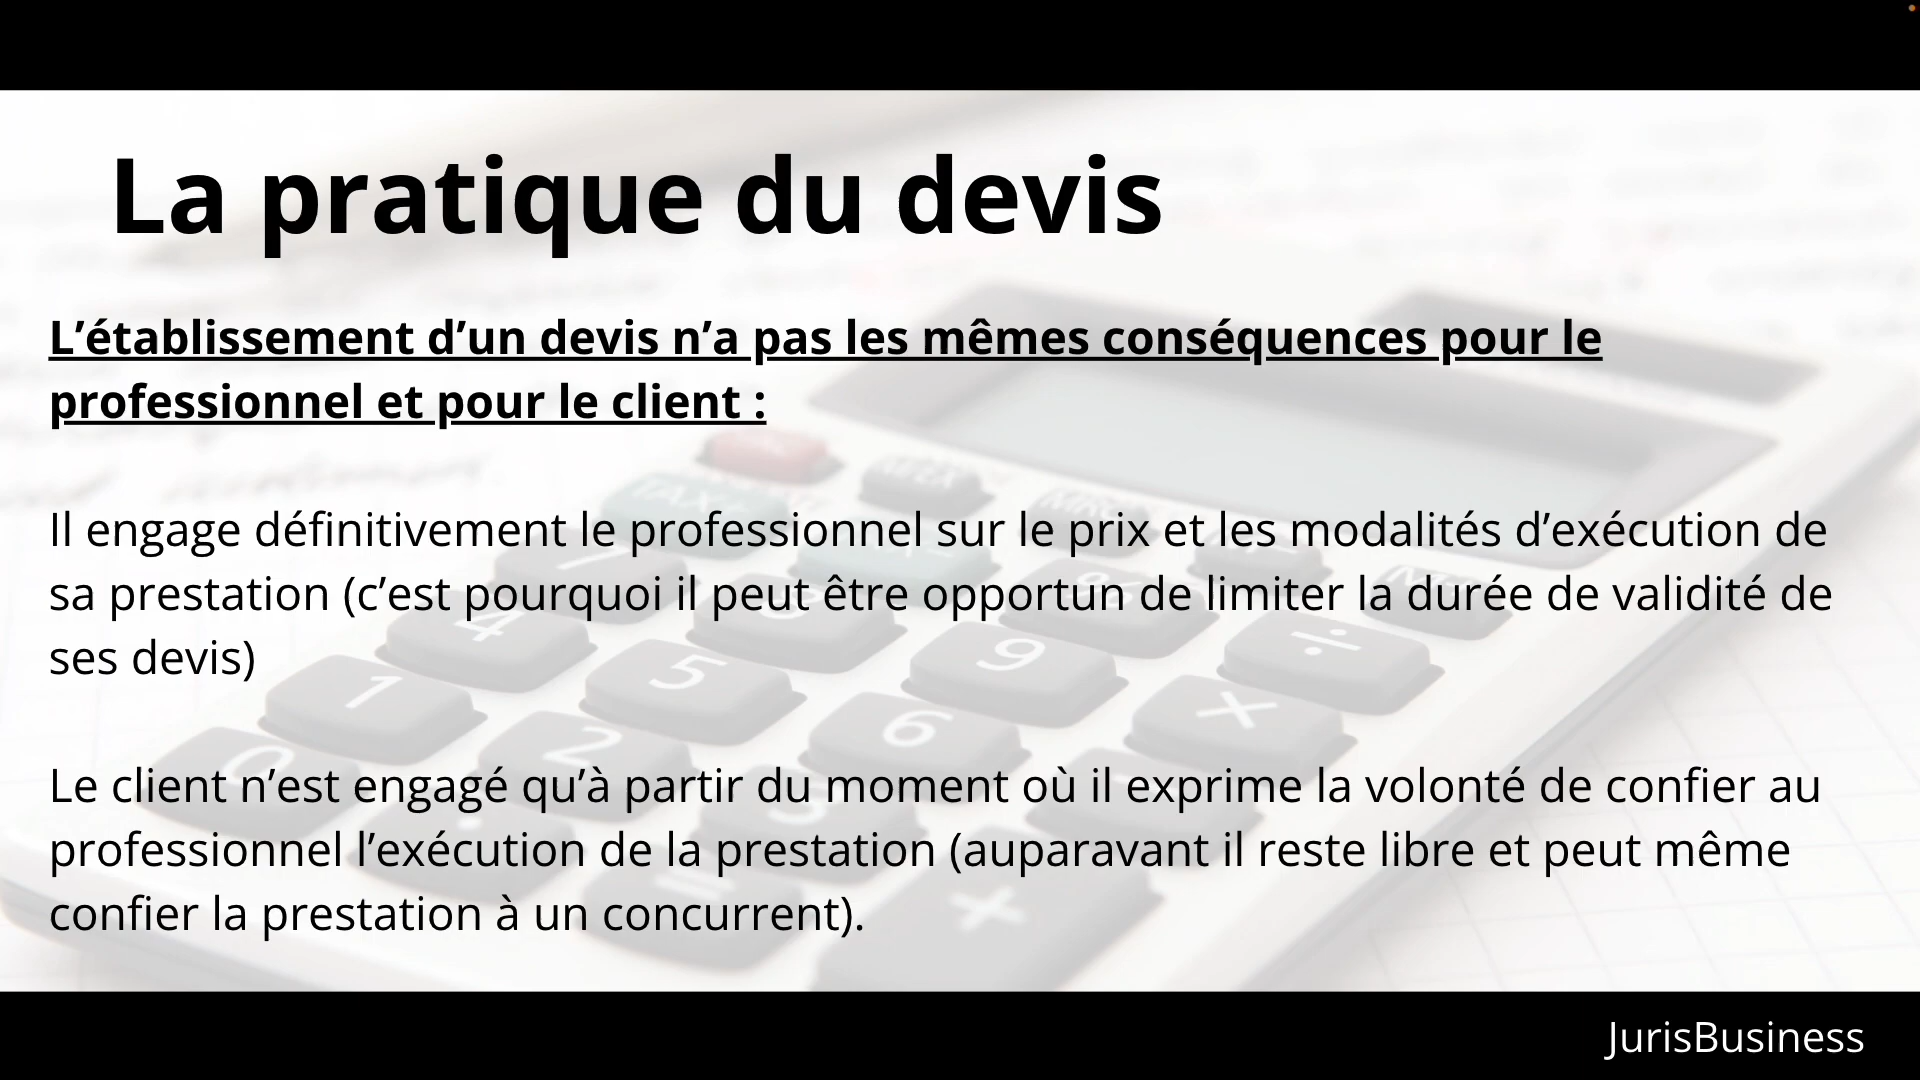 La pratique du devis
L’établissement d’un devis n’a pas les mêmes conséquences pour le
professionnel et pour le client :
Il engage définitivement le professionnel sur le prix et les modalités d’exécution de
sa prestation (c’est pourquoi il peut être opportun de limiter la durée de validité de
ses devis)
Le client n’est engagé qu’à partir du moment où il exprime la volonté de confier au
professionnel l’exécution de la prestation (auparavant il reste libre et peut même
confier la prestation à un concurrent).
JurisBusiness